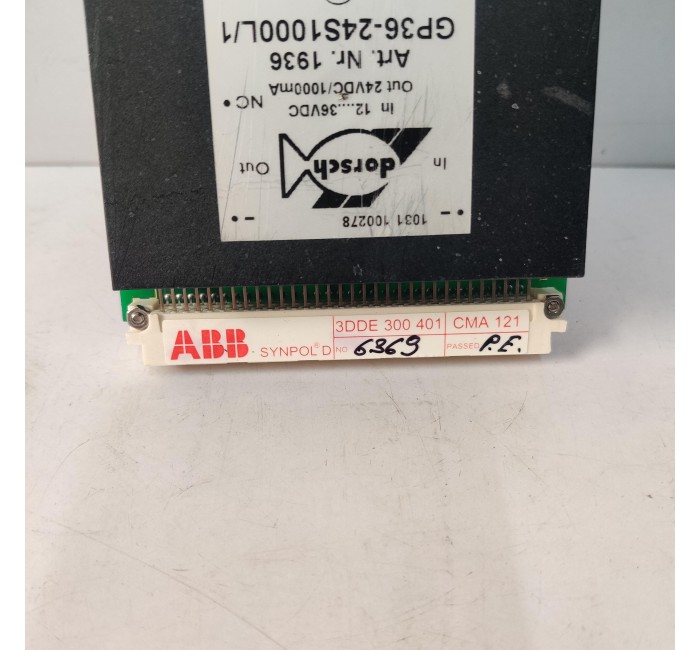 GP36-24S1000L/1
Art. Nr. 1936
Out 24VDC/1000mA
In 12....36VDC
NC
In dorsch Out
1031 100278
ABB SYNPOL® D 3DDE 300 401 CMA 121
NO 6369 PASSED P.E.